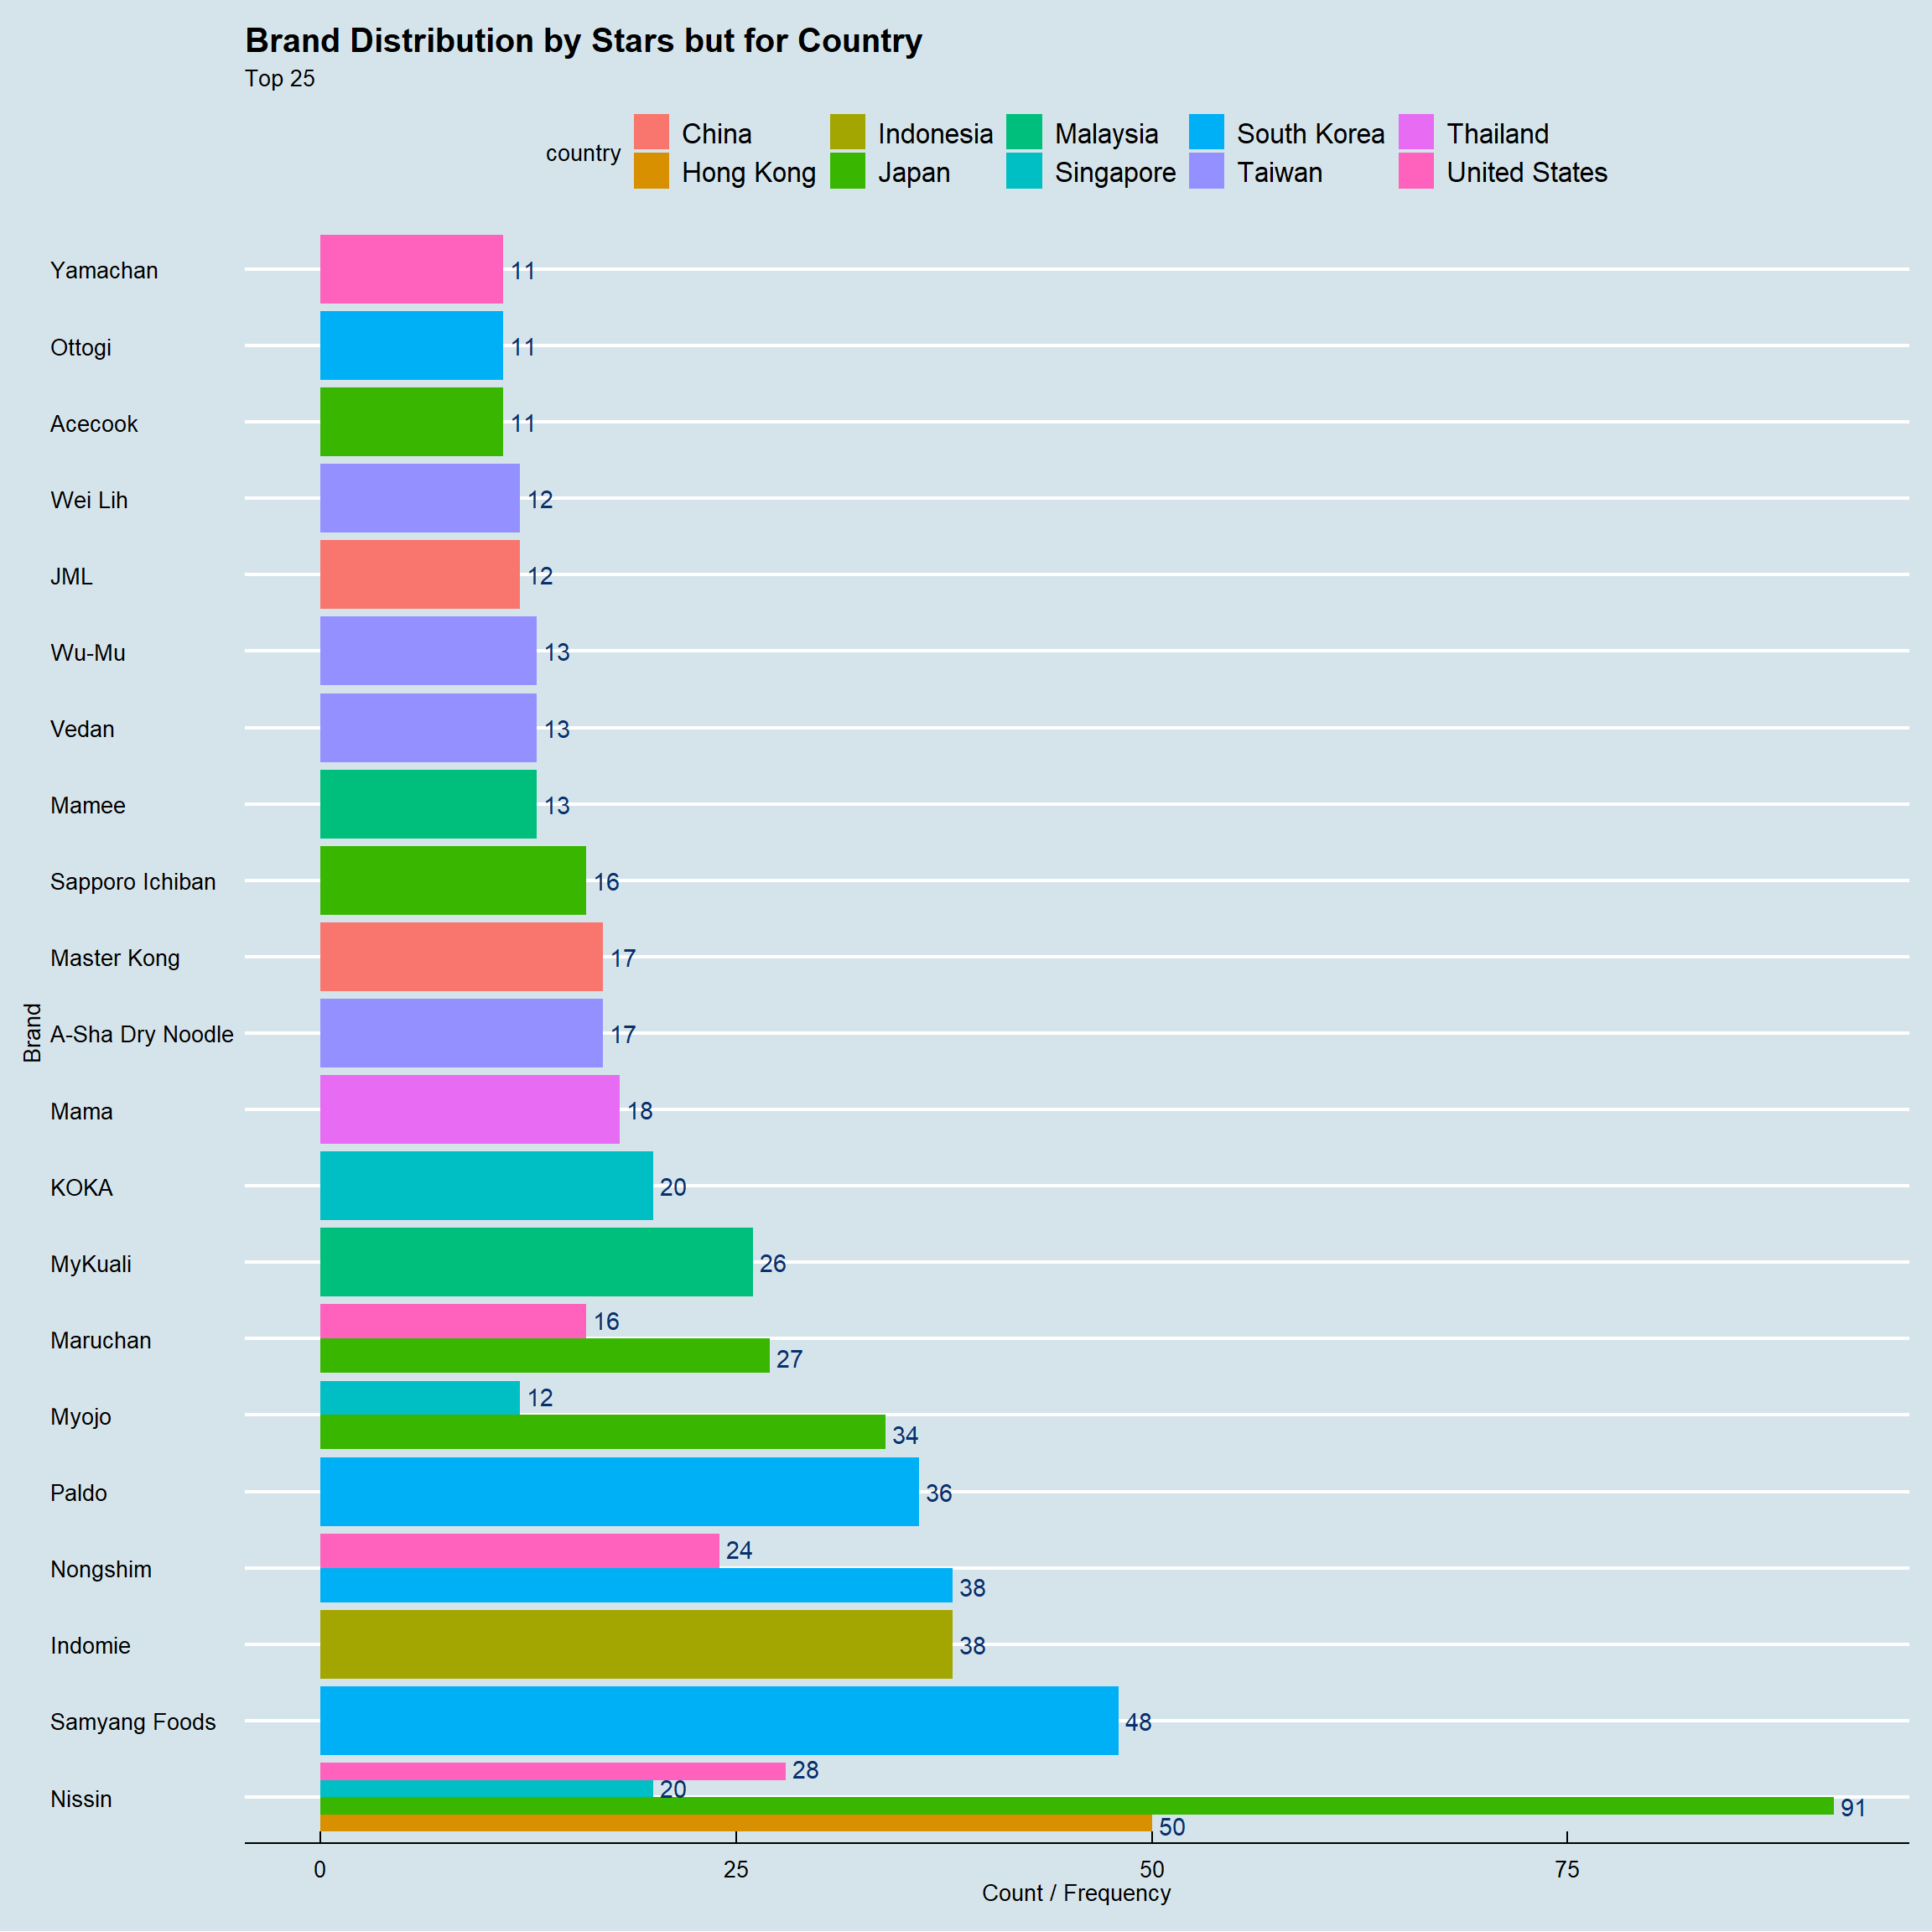 Brand Distribution by Stars but for Country
Top 25
country
China
Indonesia
Malaysia
South Korea
Thailand
Hong Kong
Japan
Singapore
Taiwan
United States
Yamachan 11
Ottogi 11
Acecook 11
Wei Lih 12
JML 12
Wu-Mu 13
Vedan 13
Mamee 13
Sapporo Ichiban 16
Master Kong 17
Brand
A-Sha Dry Noodle 17
Mama 18
KOKA 20
MyKuali 26
Maruchan 16
27
Myojo 12
34
Paldo 36
Nongshim 24
38
Indomie 38
Samyang Foods 48
Nissin 28
20
91
50
0 25 50 75
Count / Frequency